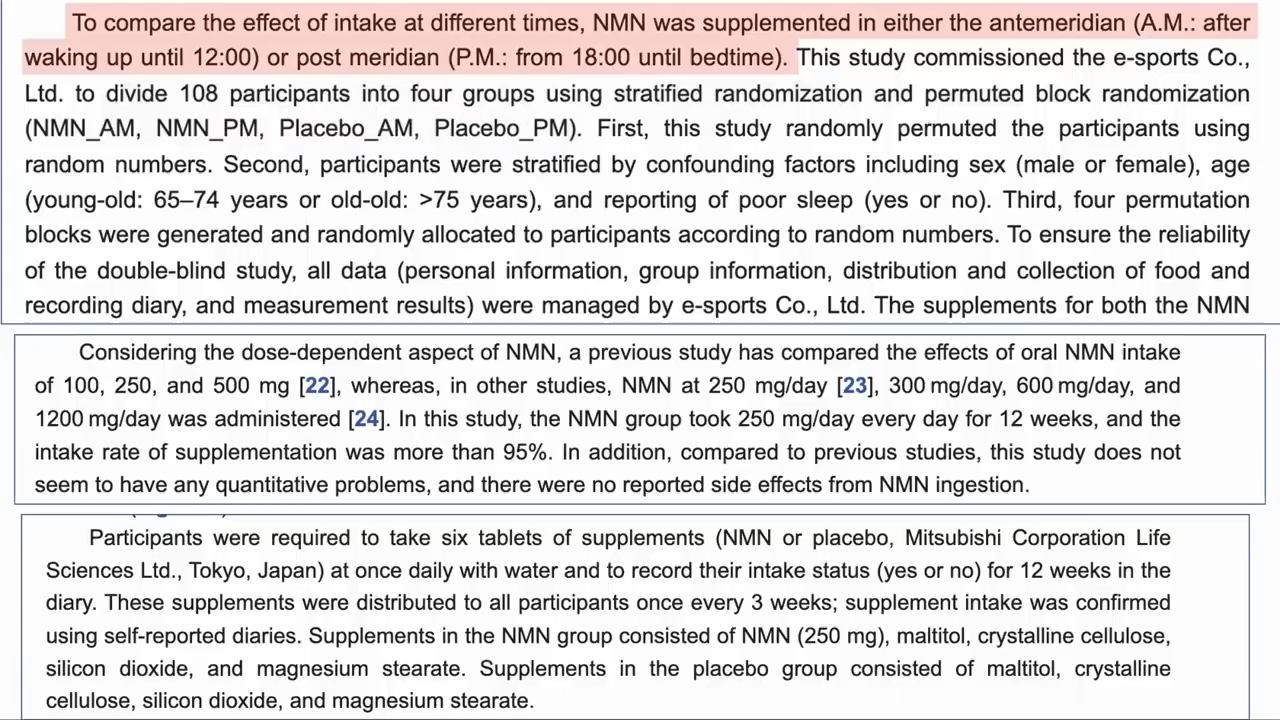 To compare the effect of intake at different times, NMN was supplemented in either the antemeridian (A.M.: after
waking up until 12:00) or post meridian (P.M.: from 18:00 until bedtime). This study commissioned the e-sports Co.,
Ltd. to divide 108 participants into four groups using stratified randomization and permuted block randomization
(NMN_AM, NMN_PM, Placebo_AM, Placebo_PM). First, this study randomly permuted the participants using
random numbers. Second, participants were stratified by confounding factors including sex (male or female), age
(young-old: 65–74 years or old-old: >75 years), and reporting of poor sleep (yes or no). Third, four permutation
blocks were generated and randomly allocated to participants according to random numbers. To ensure the reliability
of the double-blind study, all data (personal information, group information, distribution and collection of food and
recording diary, and measurement results) were managed by e-sports Co., Ltd. The supplements for both the NMN
Considering the dose-dependent aspect of NMN, a previous study has compared the effects of oral NMN intake
of 100, 250, and 500 mg [22], whereas, in other studies, NMN at 250 mg/day [23], 300 mg/day, 600 mg/day, and
1200 mg/day was administered [24]. In this study, the NMN group took 250 mg/day every day for 12 weeks, and the
intake rate of supplementation was more than 95%. In addition, compared to previous studies, this study does not
seem to have any quantitative problems, and there were no reported side effects from NMN ingestion.
Participants were required to take six tablets of supplements (NMN or placebo, Mitsubishi Corporation Life
Sciences Ltd., Tokyo, Japan) at once daily with water and to record their intake status (yes or no) for 12 weeks in the
diary. These supplements were distributed to all participants once every 3 weeks; supplement intake was confirmed
using self-reported diaries. Supplements in the NMN group consisted of NMN (250 mg), maltitol, crystalline cellulose,
silicon dioxide, and magnesium stearate. Supplements in the placebo group consisted of maltitol, crystalline
cellulose, silicon dioxide, and magnesium stearate.